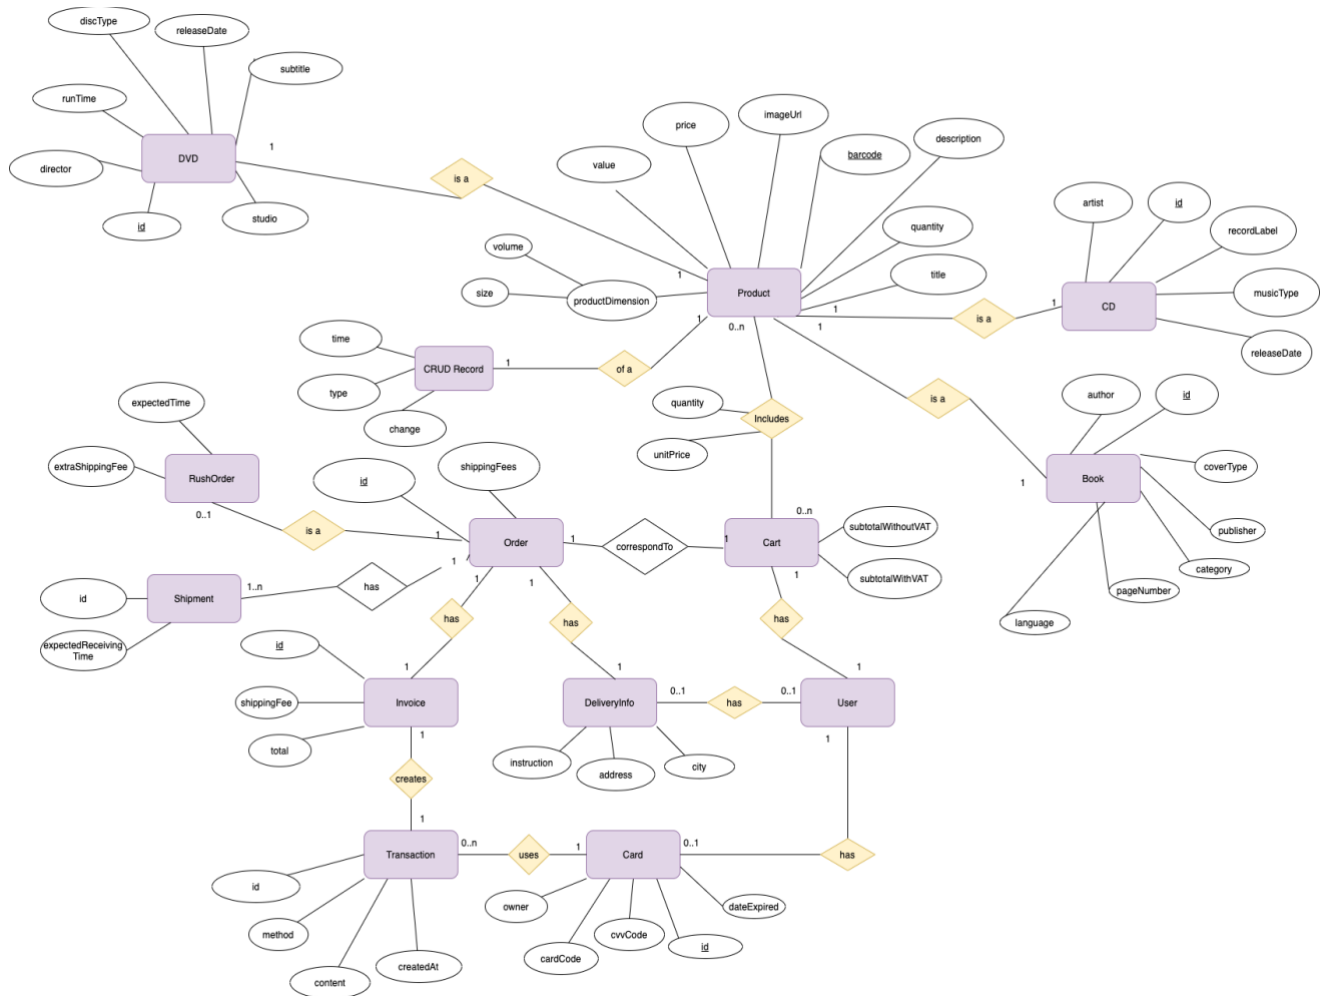 discType
releaseDate
subtitle
runTime
DVD
1
director
id
studio
is a
price
imageUrl
value
barcode
description
volume
size
productDimension
quantity
title
1
Product
1
0..n
1
1
artist
id
recordLabel
musicType
releaseDate
is a
1
CD
time
type
change
CRUD Record
1
of a
quantity
unitPrice
Includes
is a
author
id
coverType
publisher
category
pageNumber
language
1
Book
expectedTime
extraShippingFee
RushOrder
0..1
is a
id
shippingFees
1
Order
1
correspondTo
1
Cart
0..n
subtotalWithoutVAT
subtotalWithVAT
id
expectedReceiving
Time
Shipment
1..n
has
1
1
1
1
has
has
has
id
shippingFee
total
1
Invoice
1
1
DeliveryInfo
0..1
has
0..1
1
User
1
instruction
address
city
creates
1
Transaction
0..n
uses
1
Card
0..1
has
id
method
content
createdAt
owner
cardCode
cvvCode
id
dateExpired